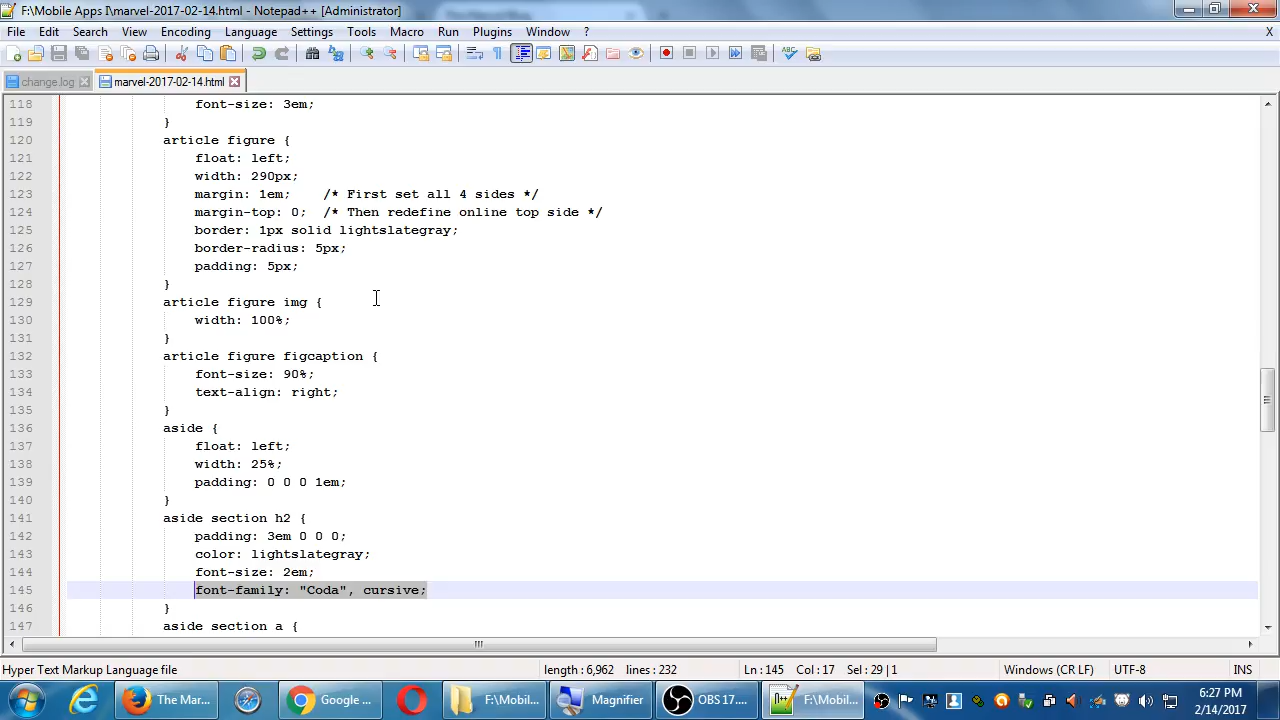 F:\Mobile Apps I\marvel-2017-02-14.html - Notepad++ [Administrator]
File Edit Search View Encoding Language Settings Tools Macro Run Plugins Window ? X
change.log marvel-2017-02-14.html
118 font-size: 3em;
119 }
120 article figure {
121 float: left;
122 width: 290px;
123 margin: 1em; /* First set all 4 sides */
124 margin-top: 0; /* Then redefine online top side */
125 border: 1px solid lightslategray;
126 border-radius: 5px;
127 padding: 5px;
128 }
129 article figure img {
130 width: 100%;
131 }
132 article figure figcaption {
133 font-size: 90%;
134 text-align: right;
135 }
136 aside {
137 float: left;
138 width: 25%;
139 padding: 0 0 0 1em;
140 }
141 aside section h2 {
142 padding: 3em 0 0 0;
143 color: lightslategray;
144 font-size: 2em;
145 font-family: "Coda", cursive;
146 }
147 aside section a {
Hyper Text Markup Language file length : 6,962 lines : 232 Ln : 145 Col : 17 Sel : 29 | 1 Windows (CR LF) UTF-8 INS
The Mar... Google ... F:\Mobil... Magnifier OBS 17.... F:\Mobil... 6:27 PM
2/14/2017